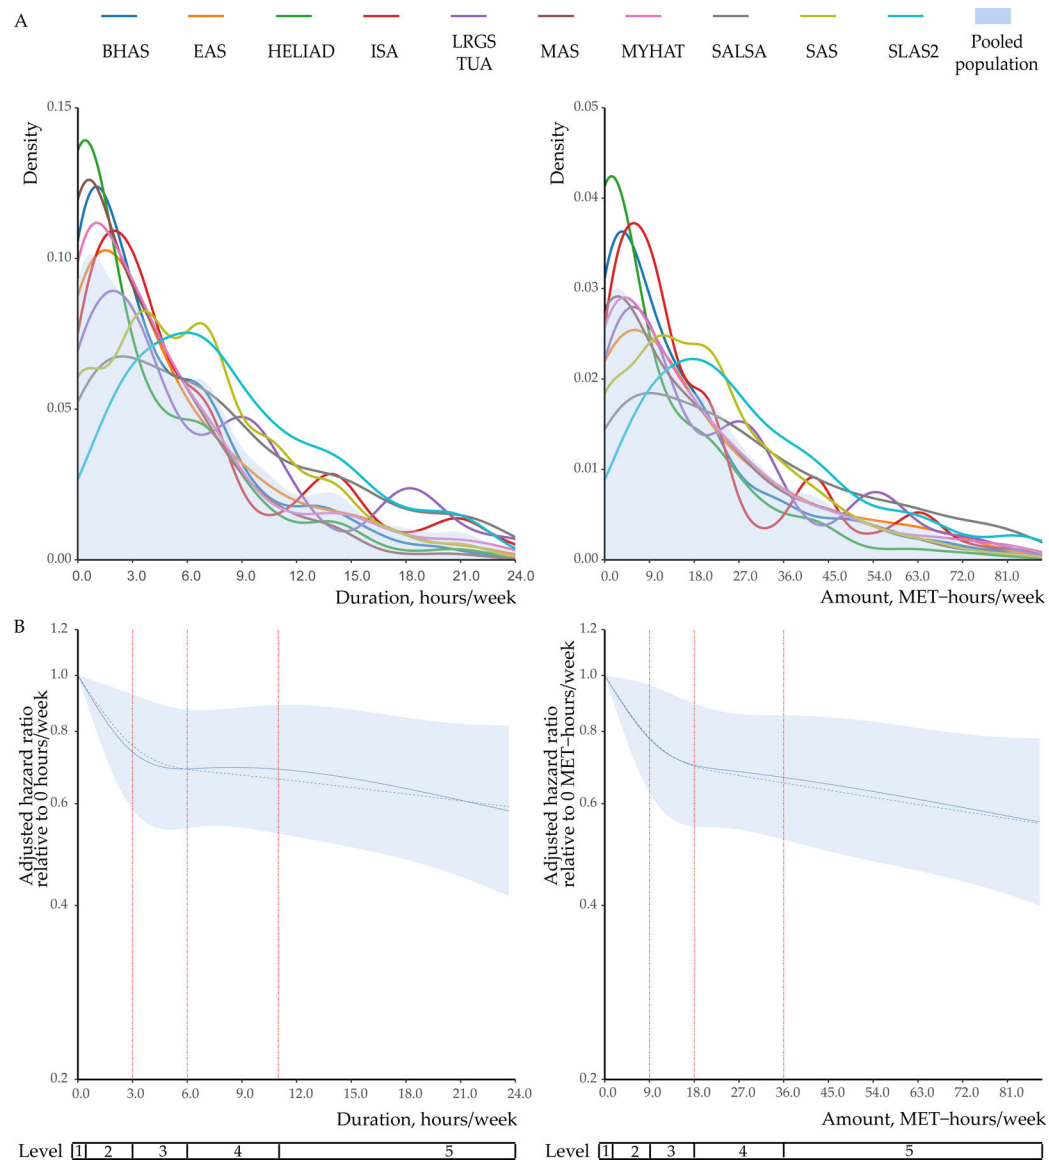 A
BHAS EAS HELIAD ISA LRGS TUA MAS MYHAT SALSA SAS SLAS2 Pooled population
Density
0.15
0.10
0.05
0.00
0.0 3.0 6.0 9.0 12.0 15.0 18.0 21.0 24.0
Duration, hours/week
Density
0.05
0.04
0.03
0.02
0.01
0.00
0.0 9.0 18.0 27.0 36.0 45.0 54.0 63.0 72.0 81.0
Amount, MET–hours/week
B
Adjusted hazard ratio
relative to 0 hours/week
1.2
1.0
0.8
0.6
0.4
0.2
0.0 3.0 6.0 9.0 12.0 15.0 18.0 21.0 24.0
Duration, hours/week
Level 1 2 3 4 5
Adjusted hazard ratio
relative to 0 MET–hours/week
1.2
1.0
0.8
0.6
0.4
0.2
0.0 9.0 18.0 27.0 36.0 45.0 54.0 63.0 72.0 81.0
Amount, MET–hours/week
Level 1 2 3 4 5